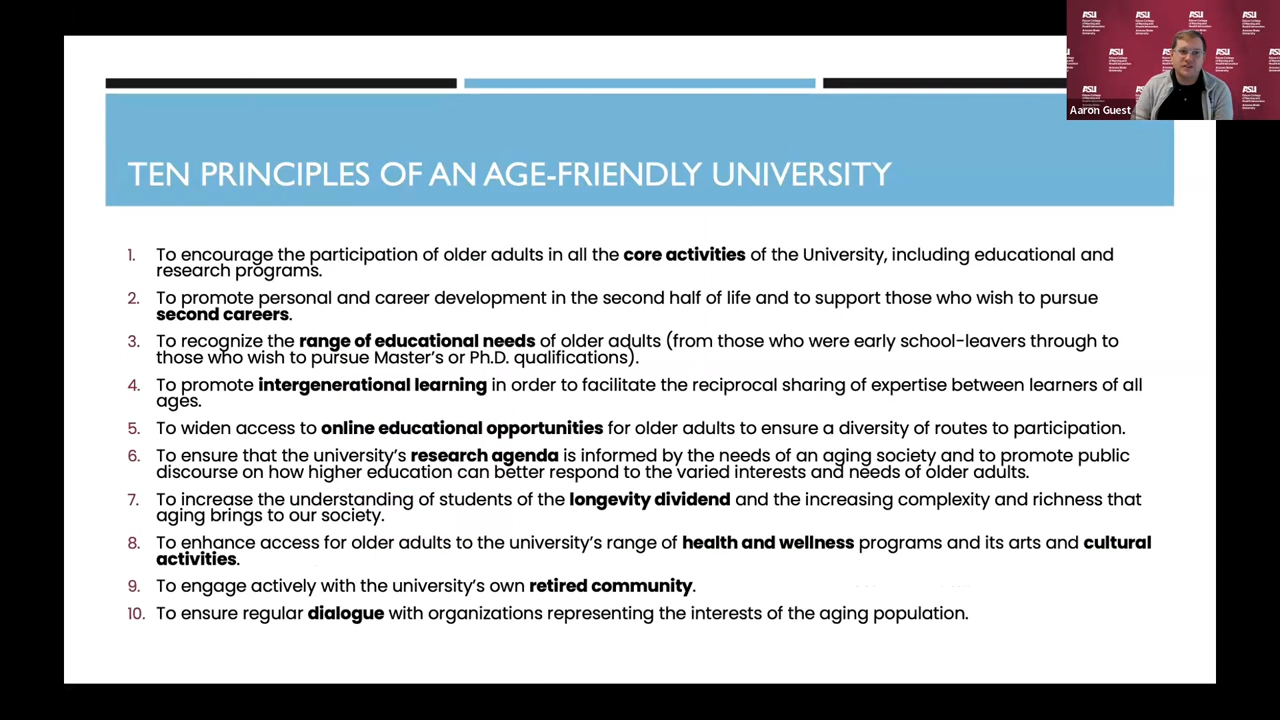 ASU
ASU
ASU
ASU
ASU
ASU
ASU
ASU
Aaron Guest
TEN PRINCIPLES OF AN AGE-FRIENDLY UNIVERSITY
1. To encourage the participation of older adults in all the core activities of the University, including educational and
research programs.
2. To promote personal and career development in the second half of life and to support those who wish to pursue
second careers.
3. To recognize the range of educational needs of older adults (from those who were early school-leavers through to
those who wish to pursue Master's or Ph.D. qualifications).
4. To promote intergenerational learning in order to facilitate the reciprocal sharing of expertise between learners of all
ages.
5. To widen access to online educational opportunities for older adults to ensure a diversity of routes to participation.
6. To ensure that the university's research agenda is informed by the needs of an aging society and to promote public
discourse on how higher education can better respond to the varied interests and needs of older adults.
7. To increase the understanding of students of the longevity dividend and the increasing complexity and richness that
aging brings to our society.
8. To enhance access for older adults to the university's range of health and wellness programs and its arts and cultural
activities.
9. To engage actively with the university's own retired community.
10. To ensure regular dialogue with organizations representing the interests of the aging population.